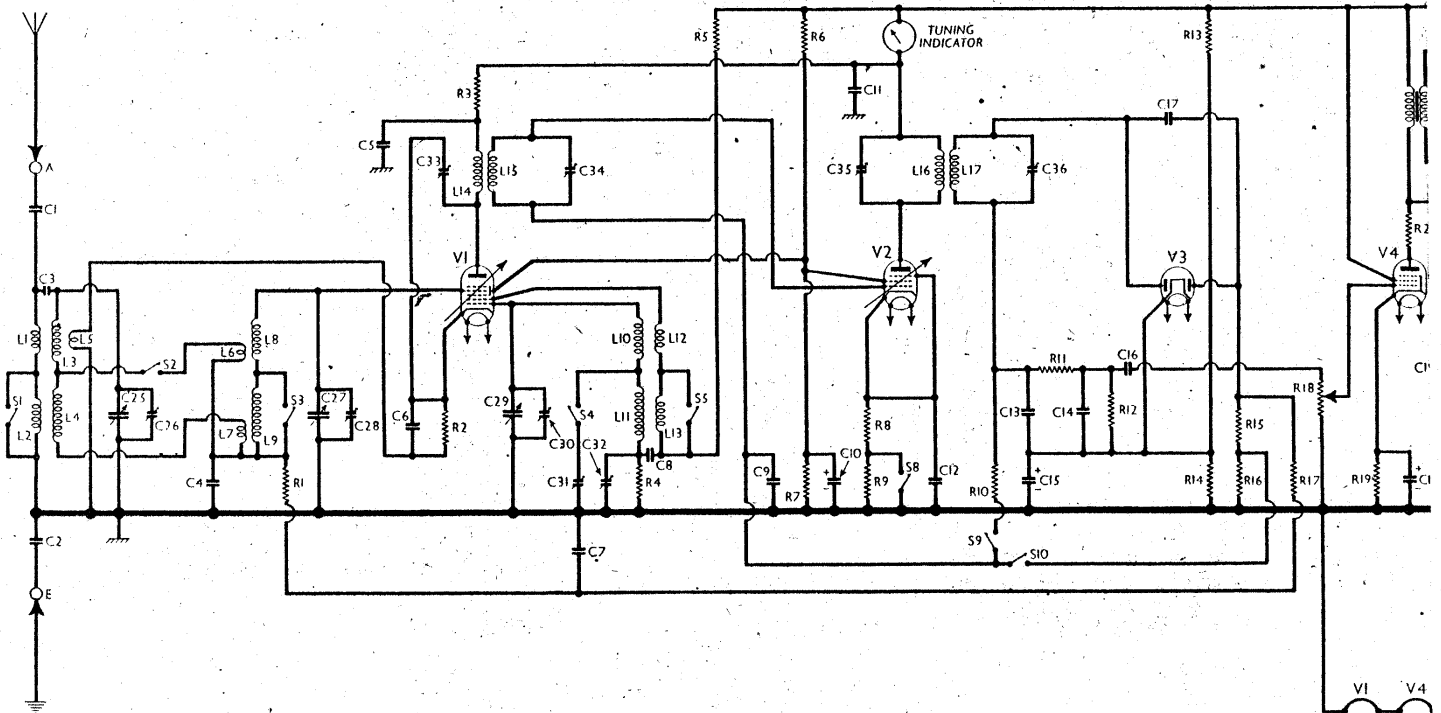 R5
R6
TUNING
INDICATOR
R13
R3
C11
C17
C5
C33
L14
L15
C34
C35
L16
L17
C36
A
C1
V1
V2
V3
V4
R2
C3
L1
L3
L5
S2
L6
L8
L10
L12
S1
L2
L4
C25
C26
L7
L9
S3
C27
C28
C6
R2
C29
C30
S4
L11
L13
S5
C32
C8
R11
C16
R18
C13
C14
R12
R8
R15
C4
R1
C31
R4
C9
R7
C10
R9
S8
C12
R10
C15
R14
R16
R17
R19
C1
C2
C7
S9
S10
E
V1
V4